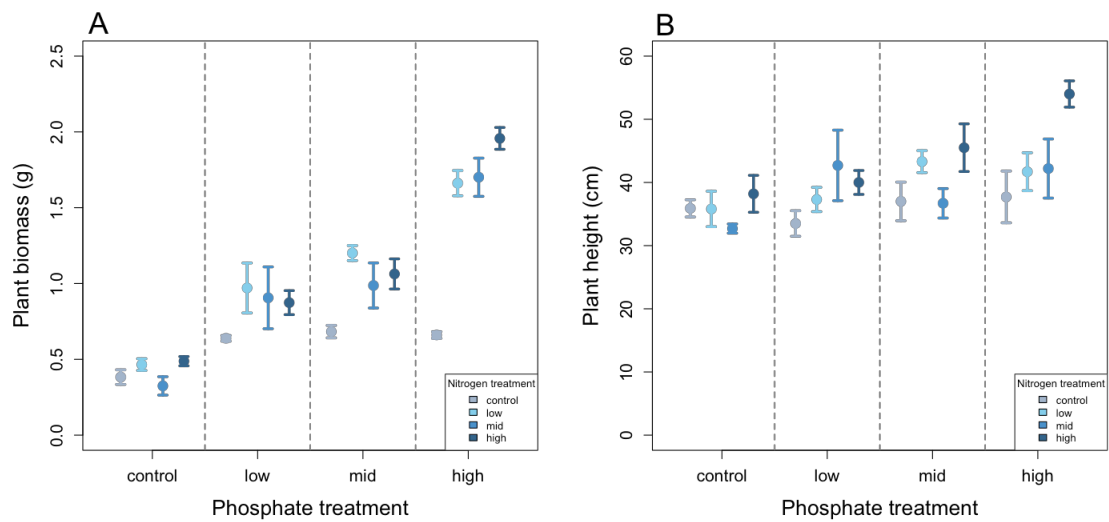 A
Plant biomass (g)
2.5
2.0
1.5
1.0
0.5
0.0
Nitrogen treatment
control
low
mid
high
control low mid high
Phosphate treatment
B
Plant height (cm)
60
50
40
30
20
10
0
Nitrogen treatment
control
low
mid
high
control low mid high
Phosphate treatment